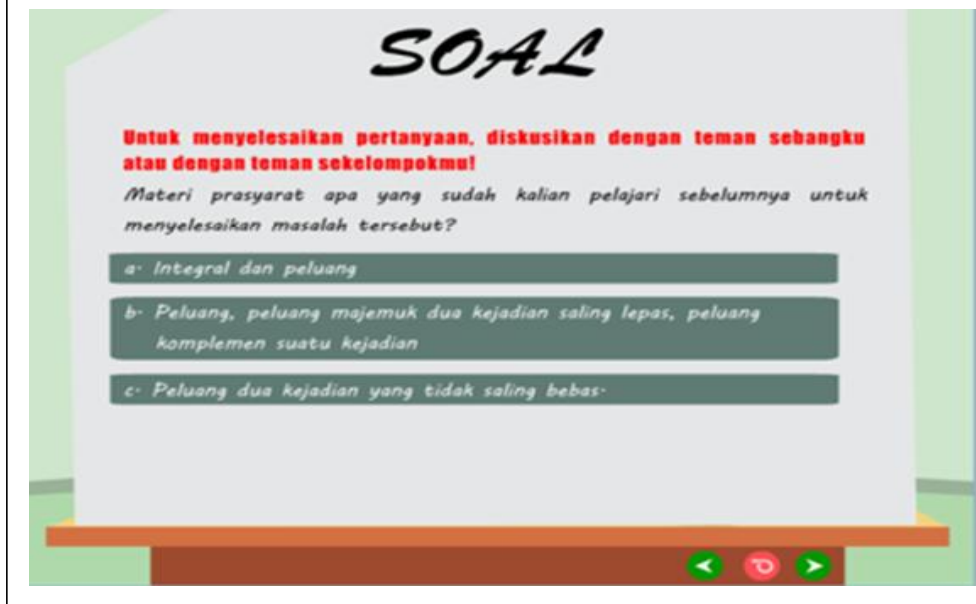 SOAL
Untuk menyelesaikan pertanyaan, diskusikan dengan teman sebangku
atau dengan teman sekelompokmu!
Materi prasyarat apa yang sudah kalian pelajari sebelumnya untuk
menyelesaikan masalah tersebut?
a. Integral dan peluang
b. Peluang, peluang majemuk dua kejadian saling lepas, peluang
komplemen suatu kejadian
c. Peluang dua kejadian yang tidak saling bebas.